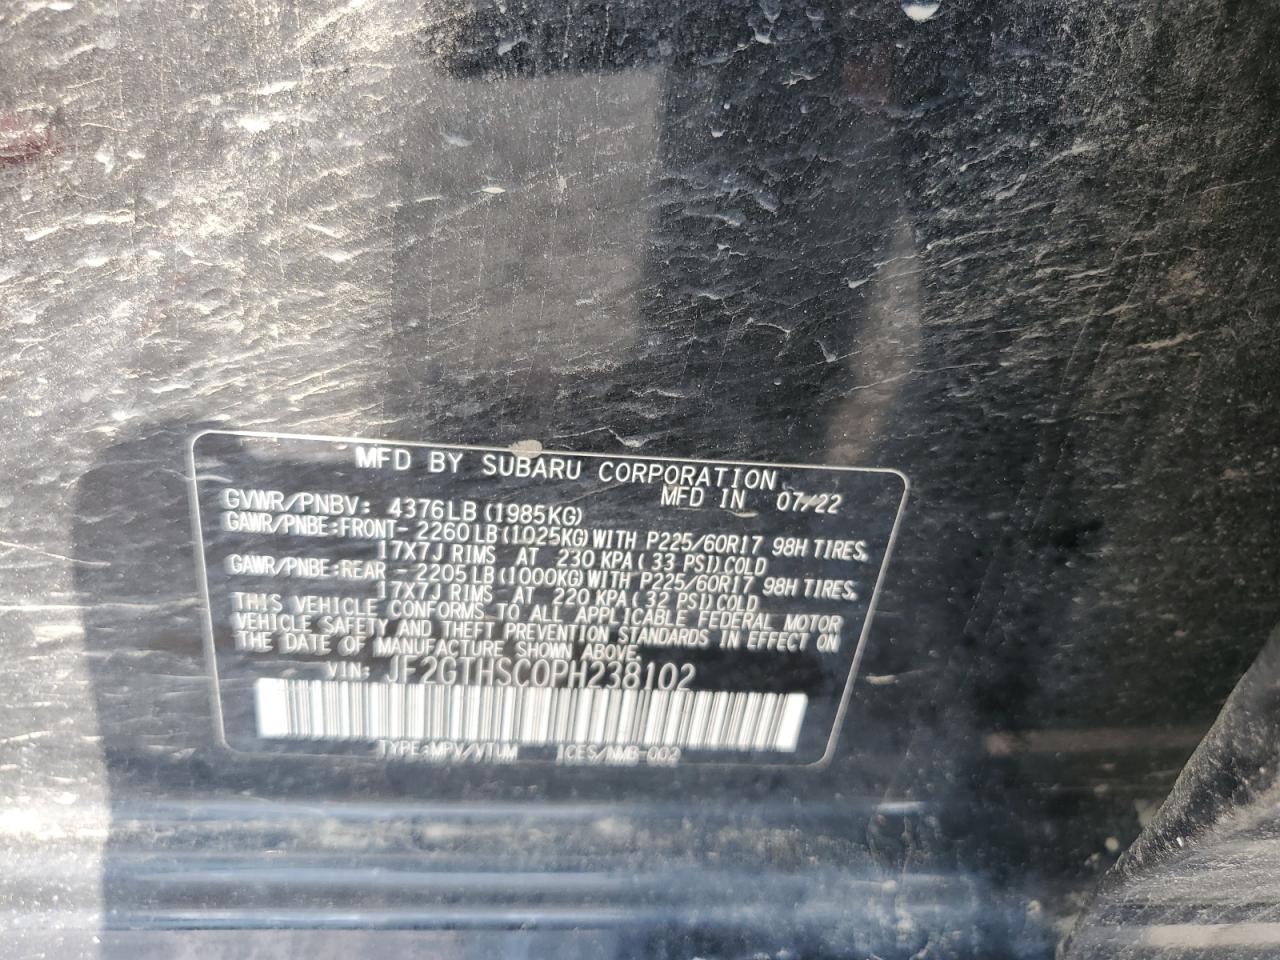 MFD BY SUBARU CORPORATION
MFD IN 07/22
GVWR/PNBV: 4376LB (1985KG)
GAWR/PNBE:FRONT- 2260LB (1025KG) WITH P225/60R17 98H TIRES,
17X7J RIMS AT 230 KPA ( 33 PSI) COLD
GAWR/PNBE:REAR - 2205LB (1000KG) WITH P225/60R17 98H TIRES,
17X7J RIMS AT 220 KPA ( 32 PSI) COLD
THIS VEHICLE CONFORMS TO ALL APPLICABLE FEDERAL MOTOR
VEHICLE SAFETY AND THEFT PREVENTION STANDARDS IN EFFECT ON
THE DATE OF MANUFACTURE SHOWN ABOVE.
VIN: JF2GTHSC0PH238102
TYPE:MPV/VTUM ICES/NMB-002